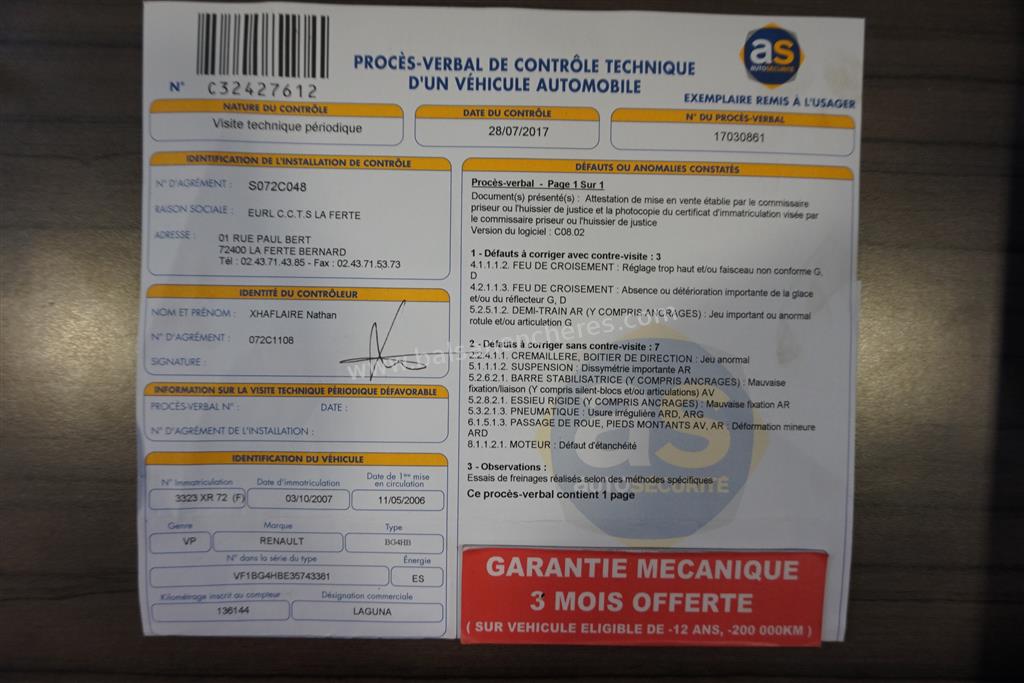 N° C32427612
PROCÈS-VERBAL DE CONTRÔLE TECHNIQUE
D'UN VÉHICULE AUTOMOBILE
as
AUTOSÉCURITÉ
EXEMPLAIRE REMIS À L'USAGER
NATURE DU CONTRÔLE
Visite technique périodique
DATE DU CONTRÔLE
28/07/2017
N° DU PROCÈS-VERBAL
17030861
IDENTIFICATION DE L'INSTALLATION DE CONTRÔLE
N° D'AGRÉMENT : S072C048
RAISON SOCIALE : EURL C.C.T.S LA FERTE
ADRESSE : 01 RUE PAUL BERT
72400 LA FERTE BERNARD
Tél : 02.43.71.43.85 - Fax : 02.43.71.53.73
IDENTITÉ DU CONTRÔLEUR
NOM ET PRÉNOM : XHAFLAIRE Nathan
N° D'AGRÉMENT : 072C1108
SIGNATURE :
INFORMATION SUR LA VISITE TECHNIQUE PÉRIODIQUE DÉFAVORABLE
PROCÈS-VERBAL N° : DATE :
N° D'AGRÉMENT DE L'INSTALLATION :
IDENTIFICATION DU VÉHICULE
N° Immatriculation Date d'immatriculation Date de 1ère mise
en circulation
3323 XR 72 (F) 03/10/2007 11/05/2006
Genre Marque Type
VP RENAULT BG4HB
N° dans la série du type Énergie
VF1BG4HBE35743361 ES
Kilométrage inscrit au compteur Désignation commerciale
136144 LAGUNA
DÉFAUTS OU ANOMALIES CONSTATÉS
Procès-verbal - Page 1 Sur 1
Document(s) présenté(s) : Attestation de mise en vente établie par le commissaire
priseur ou l'huissier de justice et la photocopie du certificat d'immatriculation visée par
le commissaire priseur ou l'huissier de justice
Version du logiciel : C08.02
1 - Défauts à corriger avec contre-visite : 3
4.1.1.1.2. FEU DE CROISEMENT : Réglage trop haut et/ou faisceau non conforme G,
D
4.2.1.1.3. FEU DE CROISEMENT : Absence ou détérioration importante de la glace
et/ou du réflecteur G, D
5.2.5.1.2. DEMI-TRAIN AR (Y COMPRIS ANCRAGES) : Jeu important ou anormal
rotule et/ou articulation G
2 - Défauts à corriger sans contre-visite : 7
2.2.4.1.1. CREMAILLERE, BOITIER DE DIRECTION : Jeu anormal
5.1.1.1.2. SUSPENSION : Dissymétrie importante AR
5.2.6.2.1. BARRE STABILISATRICE (Y COMPRIS ANCRAGES) : Mauvaise
fixation/liaison (Y compris silent-blocs et/ou articulations) AV
5.2.8.2.1. ESSIEU RIGIDE (Y COMPRIS ANCRAGES) : Mauvaise fixation AR
5.3.2.1.3. PNEUMATIQUE : Usure irrégulière ARD, ARG
6.1.5.1.3. PASSAGE DE ROUE, PIEDS MONTANTS AV, AR : Déformation mineure
ARD
8.1.1.2.1. MOTEUR : Défaut d'étanchéité
3 - Observations :
Essais de freinages réalisés selon des méthodes spécifiques
Ce procès-verbal contient 1 page
as
AUTOSÉCURITÉ
GARANTIE MECANIQUE
3 MOIS OFFERTE
( SUR VEHICULE ELIGIBLE DE -12 ANS, -200 000KM )